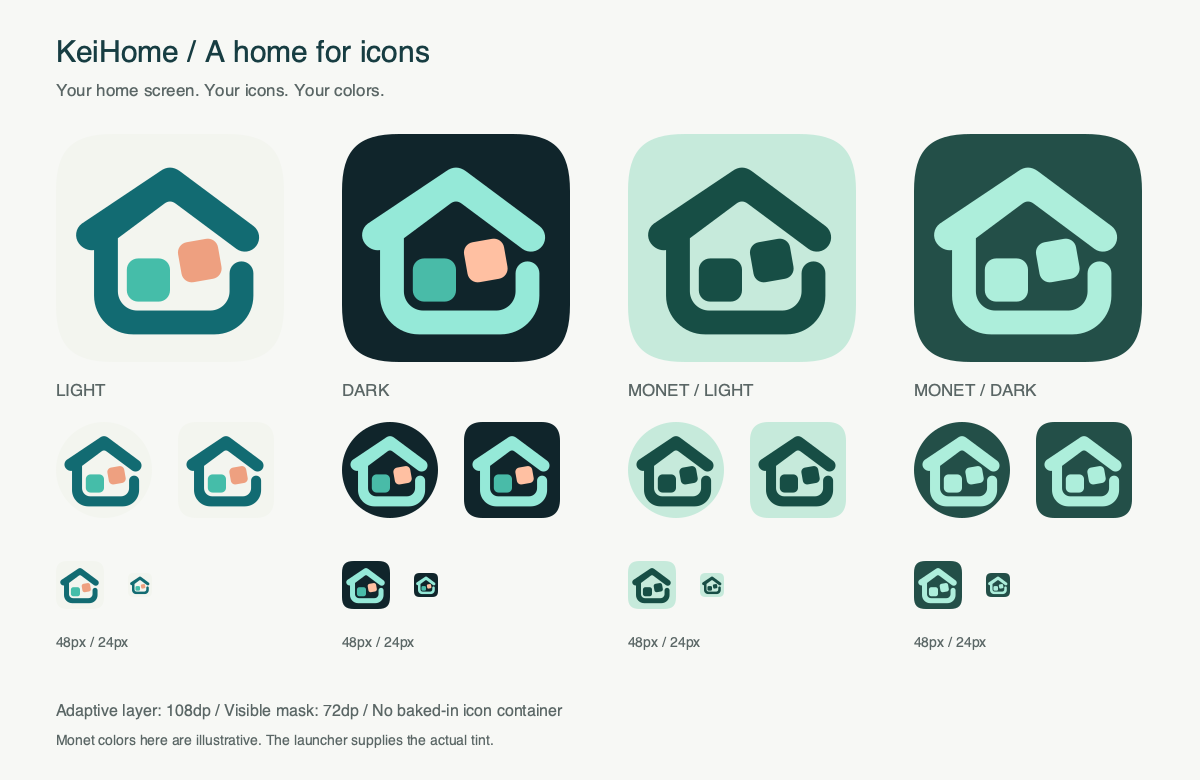 KeiHome / A home for icons
Your home screen. Your icons. Your colors.
LIGHT
DARK
MONET / LIGHT
MONET / DARK
48px / 24px
48px / 24px
48px / 24px
48px / 24px
Adaptive layer: 108dp / Visible mask: 72dp / No baked-in icon container
Monet colors here are illustrative. The launcher supplies the actual tint.